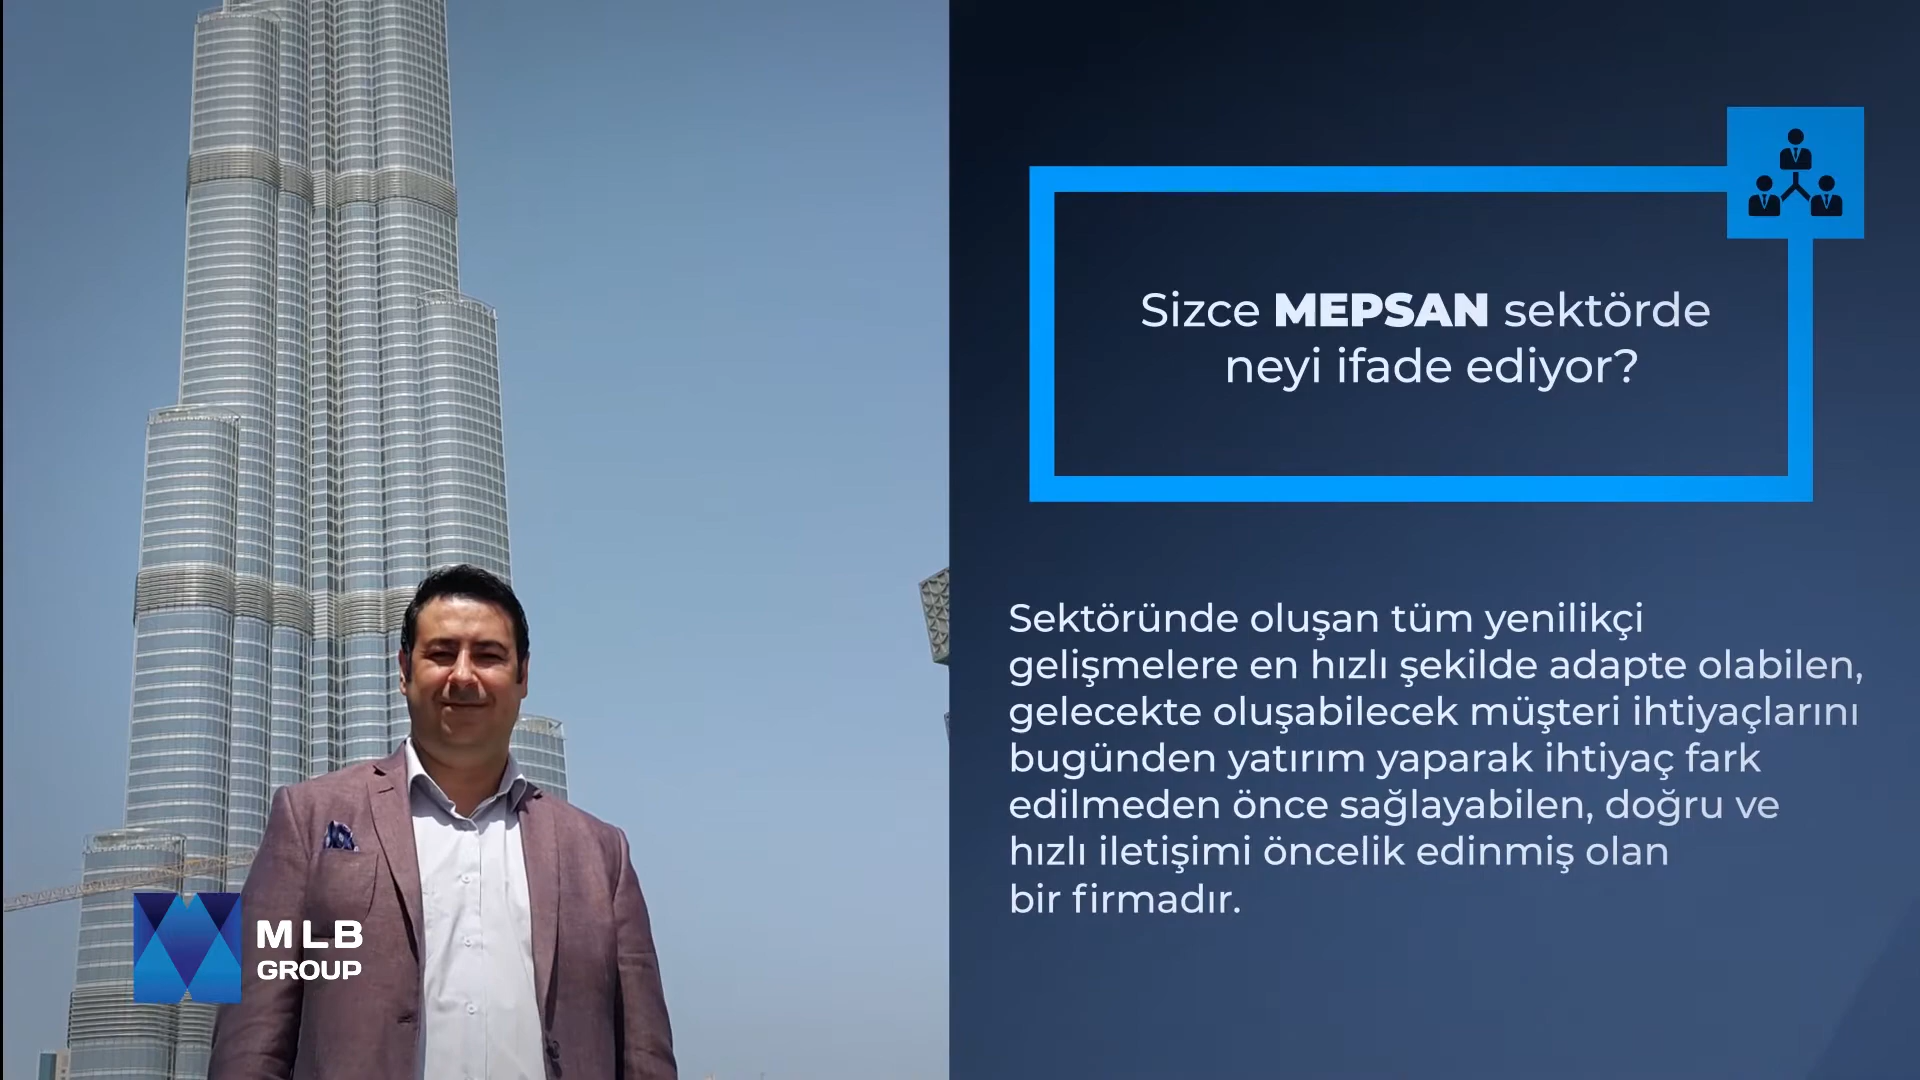 Sizce MEPSAN sektörde
neyi ifade ediyor?
Sektöründe oluşan tüm yenilikçi
gelişmelere en hızlı şekilde adapte olabilen,
gelecekte oluşabilecek müşteri ihtiyaçlarını
bugünden yatırım yaparak ihtiyaç fark
edilmeden önce sağlayabilen, doğru ve
hızlı iletişimi öncelik edinmiş olan
bir firmadır.
MLB
GROUP